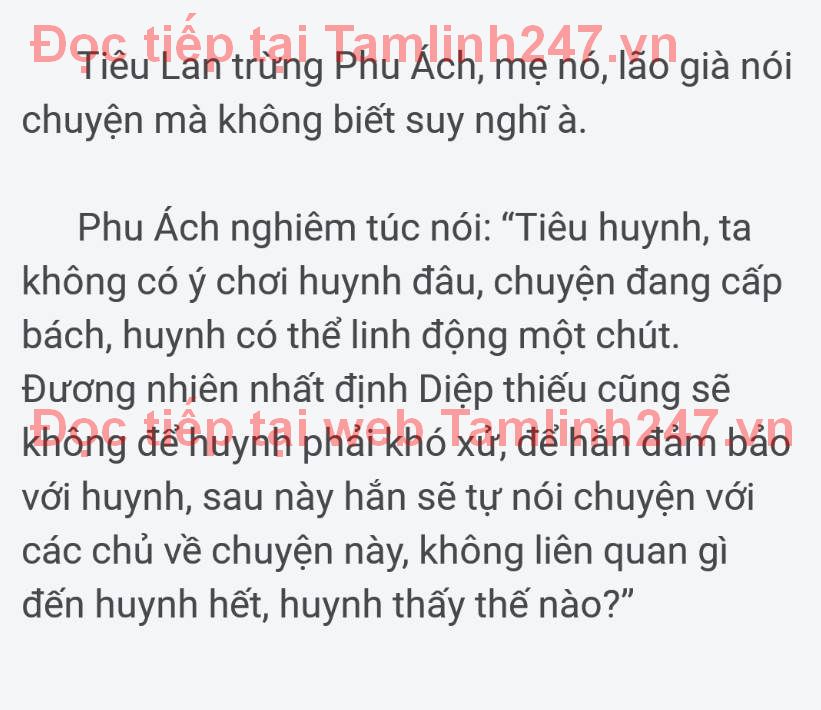 Đọc tiếp tại Tamlinh247.vn
Tiêu Lan trừng Phu Ách, mẹ nó, lão già nói
chuyện mà không biết suy nghĩ à.
Phu Ách nghiêm túc nói: “Tiêu huynh, ta
không có ý chơi huynh đâu, chuyện đang cấp
bách, huynh có thể linh động một chút.
Đương nhiên nhất định Diệp thiếu cũng sẽ
Đọc tiếp tại web Tamlinh247.vn
không để huynh phải khó xử, để hắn đảm bảo
với huynh, sau này hắn sẽ tự nói chuyện với
các chủ về chuyện này, không liên quan gì
đến huynh hết, huynh thấy thế nào?”